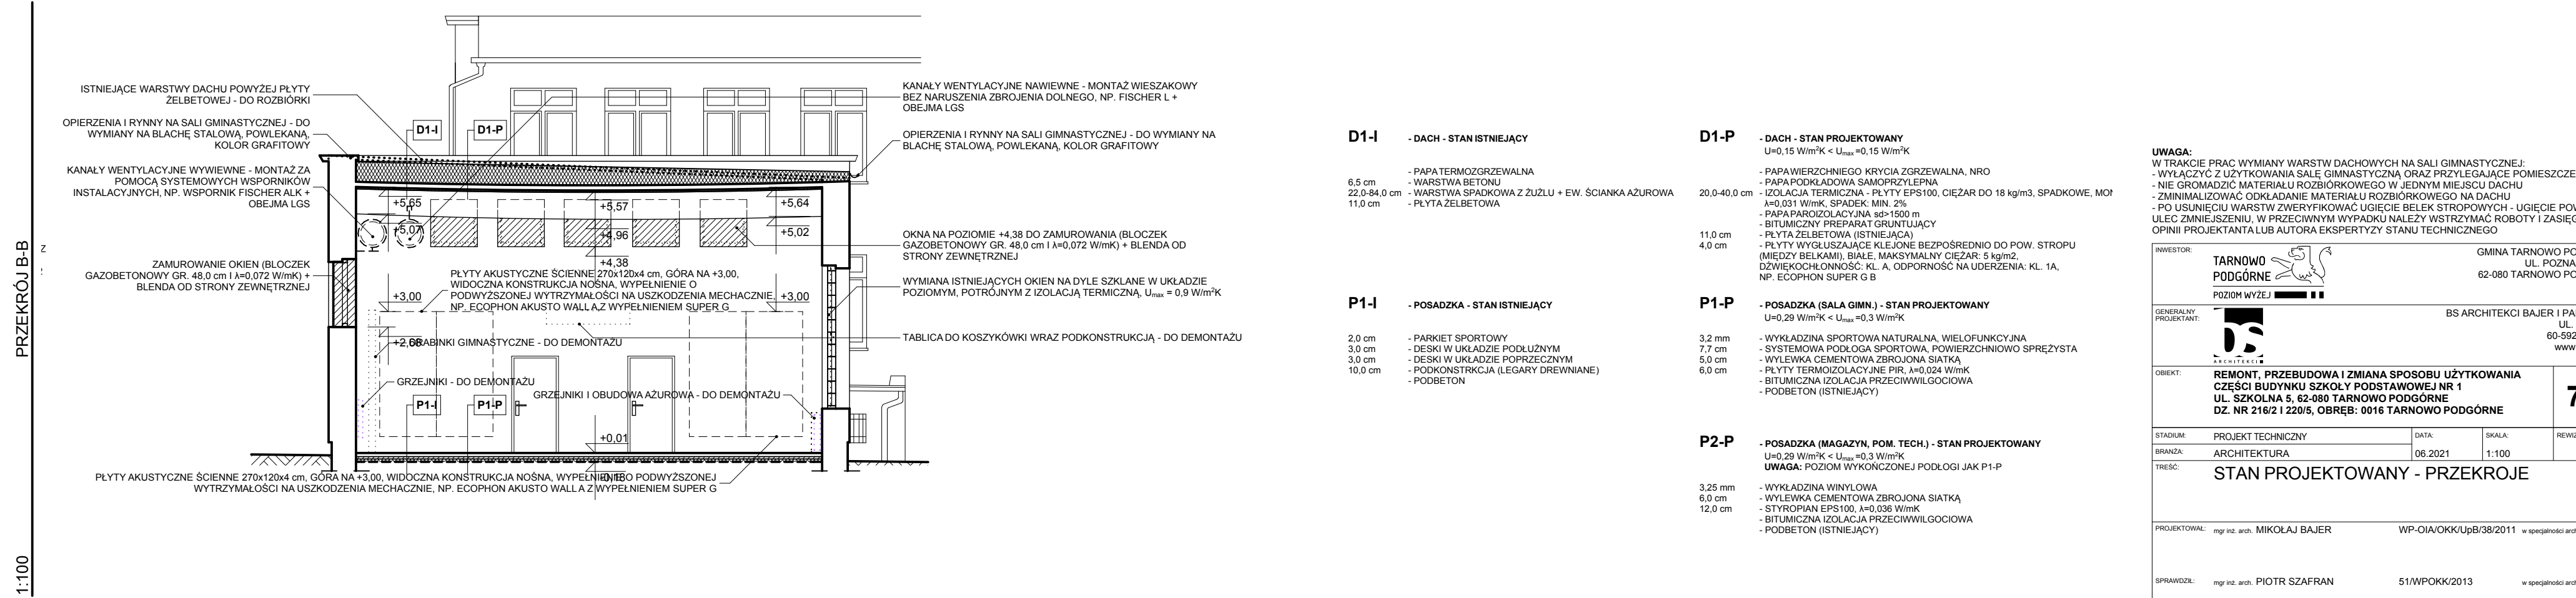 PRZEKRÓJ B-B
1:100
ISTNIEJĄCE WARSTWY DACHU POWYŻEJ PŁYTY
ŻELBETOWEJ - DO ROZBIÓRKI
OPIERZENIA I RYNNY NA SALI GMINASTYCZNEJ - DO
WYMIANY NA BLACHĘ STALOWĄ, POWLEKANĄ,
KOLOR GRAFITOWY
KANAŁY WENTYLACYJNE WYWIEWNE - MONTAŻ ZA
POMOCĄ SYSTEMOWYCH WSPORNIKÓW
INSTALACYJNYCH, NP. WSPORNIK FISCHER ALK +
OBEJMA LGS
ZAMUROWANIE OKIEN (BLOCZEK
GAZOBETONOWY GR. 48,0 cm I λ=0,072 W/mK) +
BLENDA OD STRONY ZEWNĘTRZNEJ
D1-I
D1-P
+5,65
+5,57
+5,64
+5,07
+4,96
+5,02
+4,38
PŁYTY AKUSTYCZNE ŚCIENNE 270x120x4 cm, GÓRA NA +3,00,
WIDOCZNA KONSTRUKCJA NOŚNA, WYPEŁNIENIE O
PODWYŻSZONEJ WYTRZYMAŁOŚCI NA USZKODZENIA MECHACZNIE,
NP. ECOPHON AKUSTO WALL A Z WYPEŁNIENIEM SUPER G
+3,00
+3,00
+2,68
DRABINKI GIMNASTYCZNE - DO DEMONTAŻU
GRZEJNIKI - DO DEMONTAŻU
GRZEJNIKI I OBUDOWA AŻUROWA - DO DEMONTAŻU
P1-I
P1-P
+0,01
PŁYTY AKUSTYCZNE ŚCIENNE 270x120x4 cm, GÓRA NA +3,00, WIDOCZNA KONSTRUKCJA NOŚNA, WYPEŁNIENIE O PODWYŻSZONEJ
WYTRZYMAŁOŚCI NA USZKODZENIA MECHACZNIE, NP. ECOPHON AKUSTO WALL A Z WYPEŁNIENIEM SUPER G
KANAŁY WENTYLACYJNE NAWIEWNE - MONTAŻ WIESZAKOWY
BEZ NARUSZENIA ZBROJENIA DOLNEGO, NP. FISCHER L +
OBEJMA LGS
OPIERZENIA I RYNNY NA SALI GIMNASTYCZNEJ - DO WYMIANY NA
BLACHĘ STALOWĄ, POWLEKANĄ, KOLOR GRAFITOWY
OKNA NA POZIOMIE +4,38 DO ZAMUROWANIA (BLOCZEK
GAZOBETONOWY GR. 48,0 cm I λ=0,072 W/mK) + BLENDA OD
STRONY ZEWNĘTRZNEJ
WYMIANA ISTNIEJĄCYCH OKIEN NA DYLE SZKLANE W UKŁADZIE
POZIOMYM, POTRÓJNYM Z IZOLACJĄ TERMICZNĄ, Umax = 0,9 W/m²K
TABLICA DO KOSZYKÓWKI WRAZ PODKONSTRUKCJĄ - DO DEMONTAŻU
D1-I - DACH - STAN ISTNIEJĄCY
- PAPA TERMOZGRZEWALNA
6,5 cm - WARSTWA BETONU
22,0-84,0 cm - WARSTWA SPADKOWA Z ŻUŻLU + EW. ŚCIANKA AŻUROWA
11,0 cm - PŁYTA ŻELBETOWA
P1-I - POSADZKA - STAN ISTNIEJĄCY
2,0 cm - PARKIET SPORTOWY
3,0 cm - DESKI W UKŁADZIE PODŁUŻNYM
3,0 cm - DESKI W UKŁADZIE POPRZECZNYM
10,0 cm - PODKONSTRKCJA (LEGARY DREWNIANE)
- PODBETON
D1-P - DACH - STAN PROJEKTOWANY
U=0,15 W/m²K < Umax =0,15 W/m²K
- PAPA WIERZCHNIEGO KRYCIA ZGRZEWALNA, NRO
- PAPA PODKŁADOWA SAMOPRZYLEPNA
20,0-40,0 cm - IZOLACJA TERMICZNA - PŁYTY EPS100, CIĘŻAR DO 18 kg/m3, SPADKOWE,
λ=0,031 W/mK, SPADEK: MIN. 2%
- PAPA PAROIZOLACYJNA sd>1500 m
- BITUMICZNY PREPARAT GRUNTUJĄCY
11,0 cm - PŁYTA ŻELBETOWA (ISTNIEJĄCA)
4,0 cm - PŁYTY WYGŁUSZAJĄCE KLEJONE BEZPOŚREDNIO DO POW. STROPU
(MIĘDZY BELKAMI), BIAŁE, MAKSYMALNY CIĘŻAR: 5 kg/m2,
DŹWIĘKOCHŁONNOŚĆ: KL. A, ODPORNOŚĆ NA UDERZENIA: KL. 1A,
NP. ECOPHON SUPER G B
P1-P - POSADZKA (SALA GIMN.) - STAN PROJEKTOWANY
U=0,29 W/m²K < Umax =0,3 W/m²K
3,2 mm - WYKŁADZINA SPORTOWA NATURALNA, WIELOFUNKCYJNA
7,7 cm - SYSTEMOWA PODŁOGA SPORTOWA, POWIERZCHNIOWO SPRĘŻYSTA
5,0 cm - WYLEWKA CEMENTOWA ZBROJONA SIATKĄ
6,0 cm - PŁYTY TERMOIZOLACYJNE PIR, λ=0,024 W/mK
- BITUMICZNA IZOLACJA PRZECIWWILGOCIOWA
- PODBETON (ISTNIEJĄCY)
P2-P - POSADZKA (MAGAZYN, POM. TECH.) - STAN PROJEKTOWANY
U=0,29 W/m²K < Umax =0,3 W/m²K
UWAGA: POZIOM WYKOŃCZONEJ PODŁOGI JAK P1-P
3,25 mm - WYKŁADZINA WINYLOWA
6,0 cm - WYLEWKA CEMENTOWA ZBROJONA SIATKĄ
12,0 cm - STYROPIAN EPS100, λ=0,036 W/mK
- BITUMICZNA IZOLACJA PRZECIWWILGOCIOWA
- PODBETON (ISTNIEJĄCY)
UWAGA:
W TRAKCIE PRAC WYMIANY WARSTW DACHOWYCH NA SALI GIMNASTYCZNEJ:
- WYŁĄCZYĆ Z UŻYTKOWANIA SALĘ GIMNASTYCZNĄ ORAZ PRZYLEGAJĄCE POMIESZCZE
- NIE GROMADZIĆ MATERIAŁU ROZBIÓRKOWEGO W JEDNYM MIEJSCU DACHU
- ZMINIMALIZOWAĆ ODKŁADANIE MATERIAŁU ROZBIÓRKOWEGO NA DACHU
- PO USUNIĘCIU WARSTW ZWERYFIKOWAĆ UGIĘCIE BELEK STROPOWYCH - UGIĘCIE
ULEC ZMNIEJSZENIU, W PRZECIWNYM WYPADKU NALEŻY WSTRZYMAĆ ROBOTY I
OPINII PROJEKTANTA LUB AUTORA EKSPERTYZY STANU TECHNICZNEGO
INWESTOR:
TARNOWO
PODGÓRNE
POZIOM WYŻEJ
GMINA TARNOWO PO
UL. POZNA
62-080 TARNOWO PO
GENERALNY
PROJEKTANT:
bs
ARCHITEKCI
BS ARCHITEKCI BAJER I PA
UL.
60-592
www
OBIEKT:
REMONT, PRZEBUDOWA I ZMIANA SPOSOBU UŻYTKOWANIA
CZĘŚCI BUDYNKU SZKOŁY PODSTAWOWEJ NR 1
UL. SZKOLNA 5, 62-080 TARNOWO PODGÓRNE
DZ. NR 216/2 I 220/5, OBRĘB: 0016 TARNOWO PODGÓRNE
7
STADIUM: PROJEKT TECHNICZNY DATA: SKALA: REWIZ
BRANŻA: ARCHITEKTURA 06.2021 1:100
TREŚĆ: STAN PROJEKTOWANY - PRZEKROJE
PROJEKTOWAŁ: mgr inż. arch. MIKOŁAJ BAJER WP-OIA/OKK/UpB/38/2011 w specjalności arch
SPRAWDZIŁ: mgr inż. arch. PIOTR SZAFRAN 51/WPOKK/2013 w specjalności arch